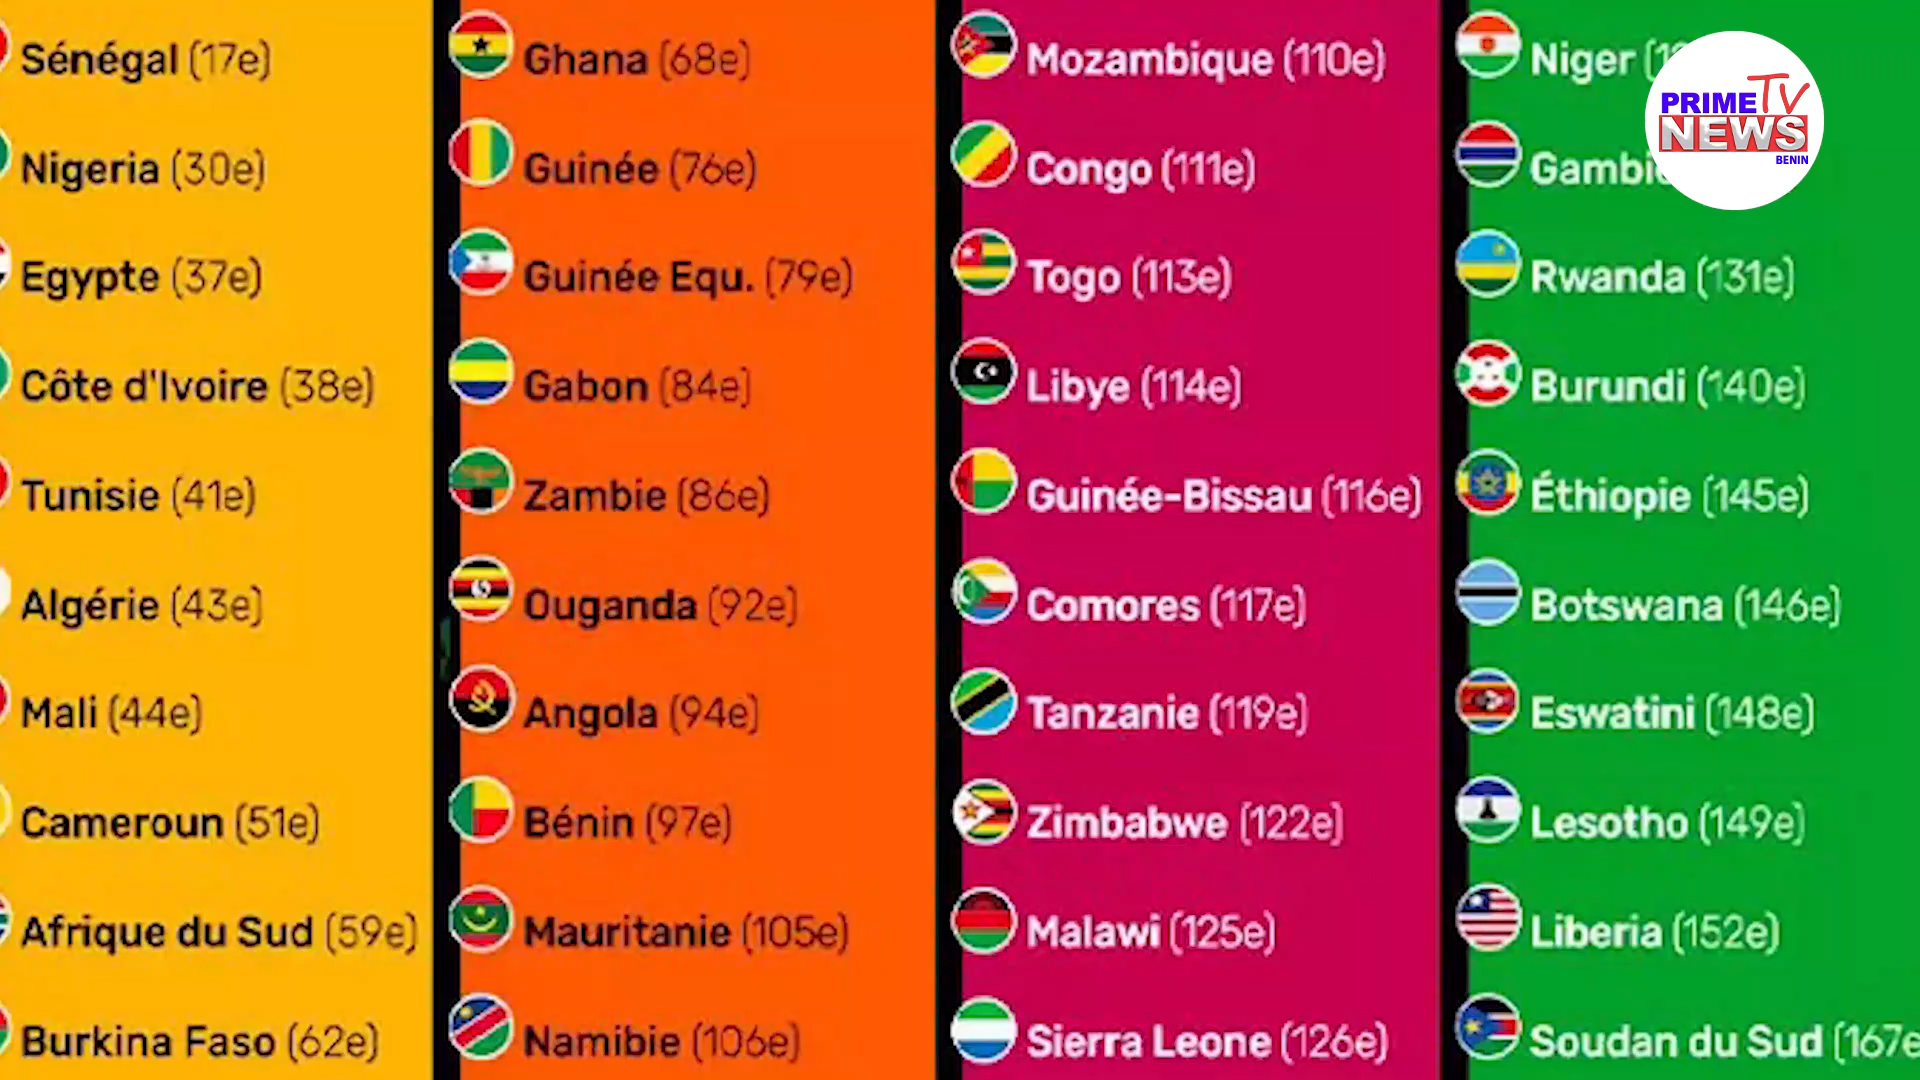 Sénégal (17e)
Nigeria (30e)
Egypte (37e)
Côte d'Ivoire (38e)
Tunisie (41e)
Algérie (43e)
Mali (44e)
Cameroun (51e)
Afrique du Sud (59e)
Burkina Faso (62e)
Ghana (68e)
Guinée (76e)
Guinée Equ. (79e)
Gabon (84e)
Zambie (86e)
Ouganda (92e)
Angola (94e)
Bénin (97e)
Mauritanie (105e)
Namibie (106e)
Mozambique (110e)
Congo (111e)
Togo (113e)
Libye (114e)
Guinée-Bissau (116e)
Comores (117e)
Tanzanie (119e)
Zimbabwe (122e)
Malawi (125e)
Sierra Leone (126e)
Niger
Rwanda (131e)
Burundi (140e)
Éthiopie (145e)
Botswana (146e)
Eswatini (148e)
Lesotho (149e)
Liberia (152e)
Soudan du Sud (167e
PRIME TV
NEWS
BENIN